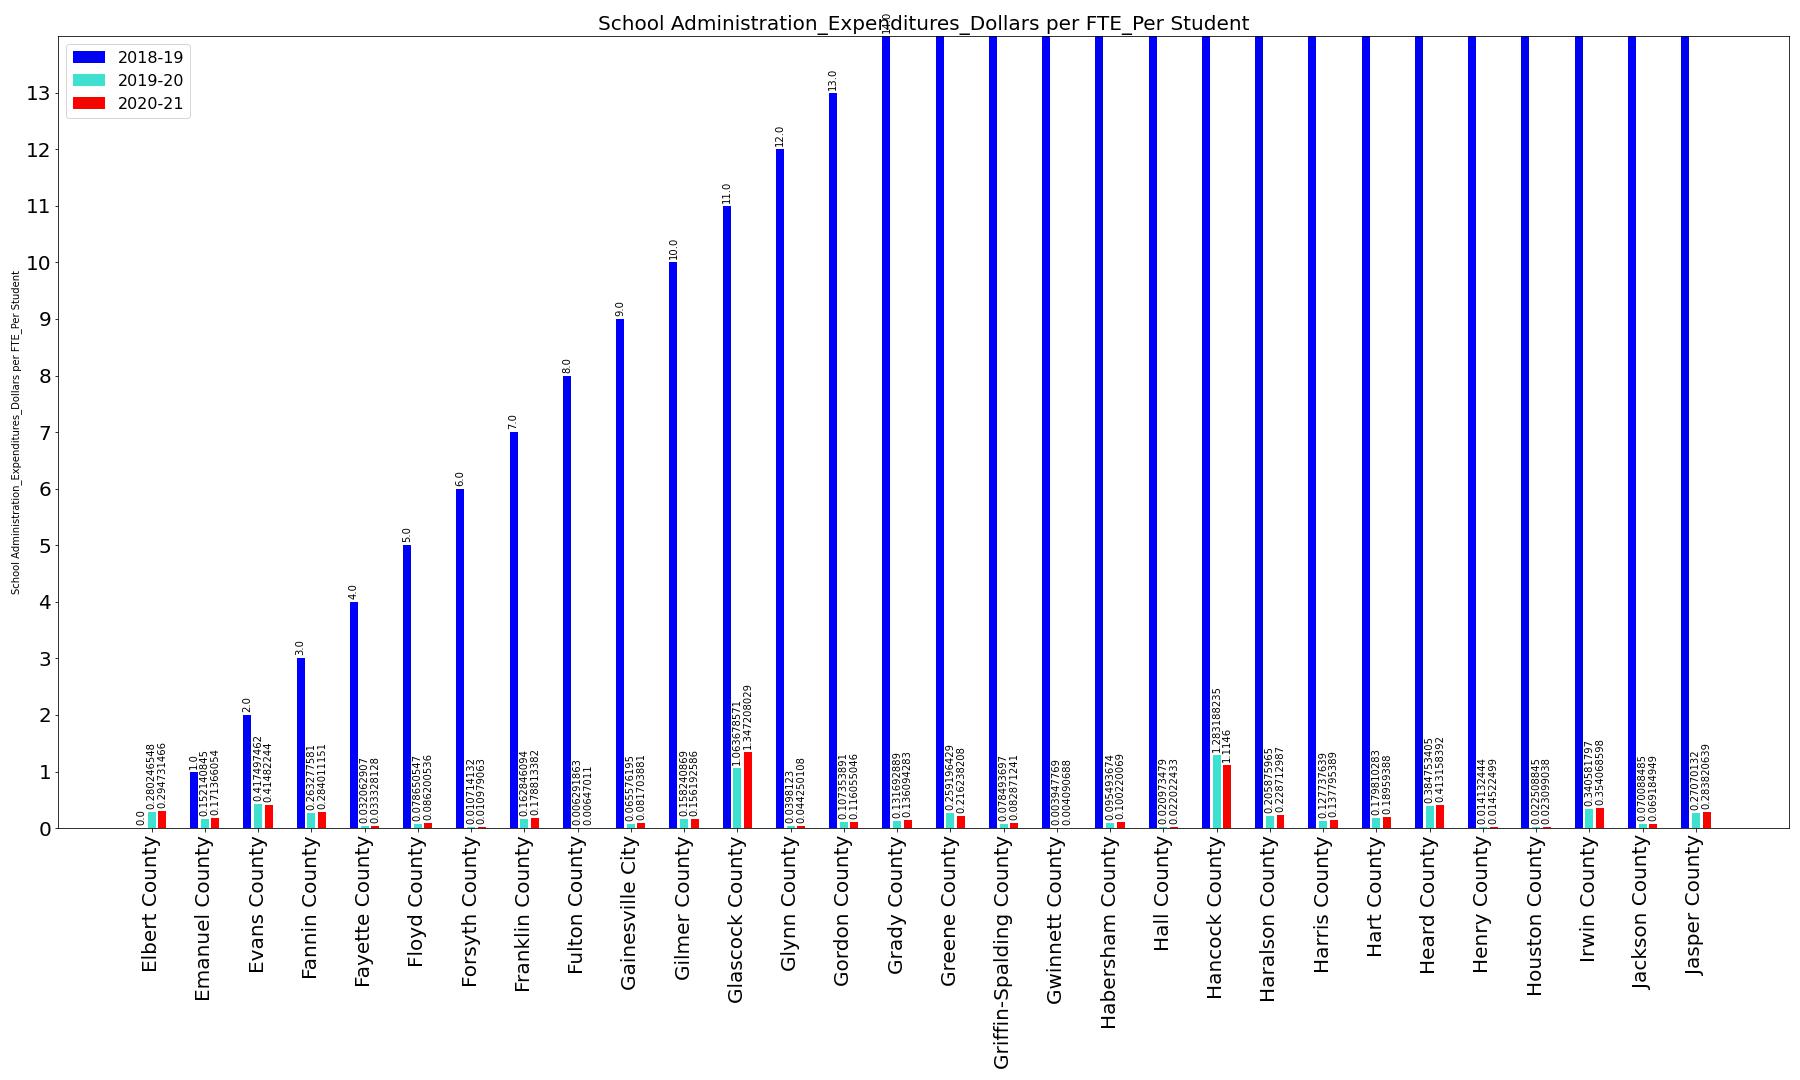 School Administration_Expenditures_Dollars per FTE_Per Student
2018-19
2019-20
2020-21
School Administration_Expenditures_Dollars per FTE_Per Student
13
12
11
10
9
8
7
6
5
4
3
2
1
0
0.0
0.280246548
0.294731466
1.0
0.152140845
0.171366054
2.0
0.417497462
0.41482244
3.0
0.263277581
0.284011151
4.0
0.032062907
0.033328128
5.0
0.078650547
0.086200536
6.0
0.010714132
0.010979063
7.0
0.162846094
0.178813382
8.0
0.006291863
0.00647011
9.0
0.065576195
0.081703881
10.0
0.158240869
0.156192586
11.0
1.063678571
1.347208029
12.0
0.0398123
0.044250108
13.0
0.107353891
0.116055046
14.0
0.131692889
0.136094283
0.259196429
0.216238208
0.078493697
0.082871241
0.003947769
0.004090688
0.095493674
0.100220069
0.020973479
0.022022433
1.283188235
1.11146
0.205875965
0.228712987
0.127737639
0.137795389
0.179810283
0.18959388
0.384753405
0.413158392
0.014132444
0.014522499
0.022508845
0.023099038
0.340581797
0.354068598
0.070088485
0.069184949
0.27070132
0.283820639
Elbert County
Emanuel County
Evans County
Fannin County
Fayette County
Floyd County
Forsyth County
Franklin County
Fulton County
Gainesville City
Gilmer County
Glascock County
Glynn County
Gordon County
Grady County
Greene County
Griffin-Spalding County
Gwinnett County
Habersham County
Hall County
Hancock County
Haralson County
Harris County
Hart County
Heard County
Henry County
Houston County
Irwin County
Jackson County
Jasper County